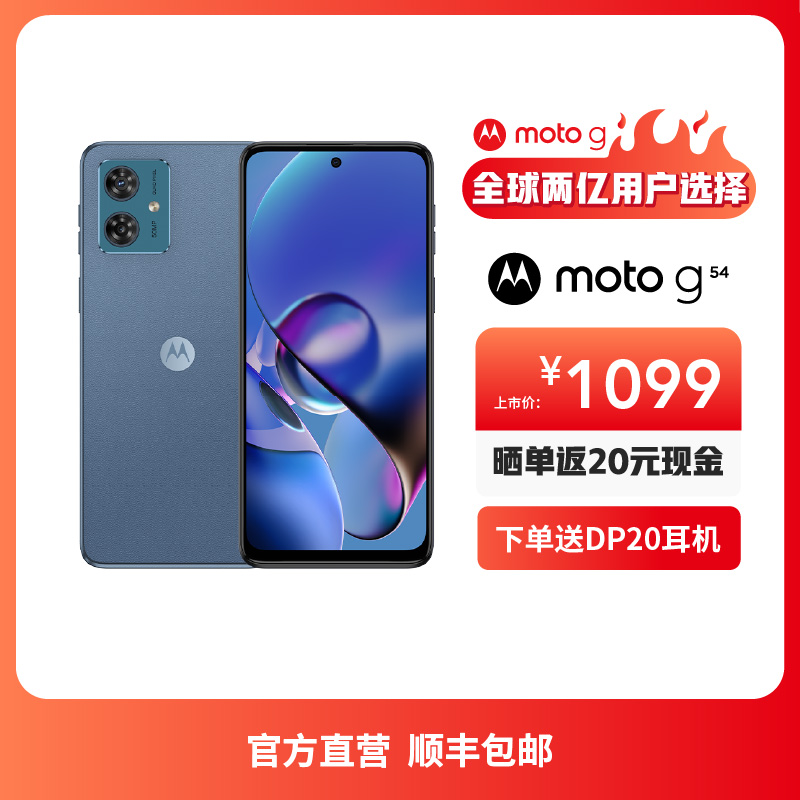 moto g
全球两亿用户选择
moto g54
上市价: ¥1099
晒单返20元现金
下单送DP20耳机
50MP
官方直营 顺丰包邮